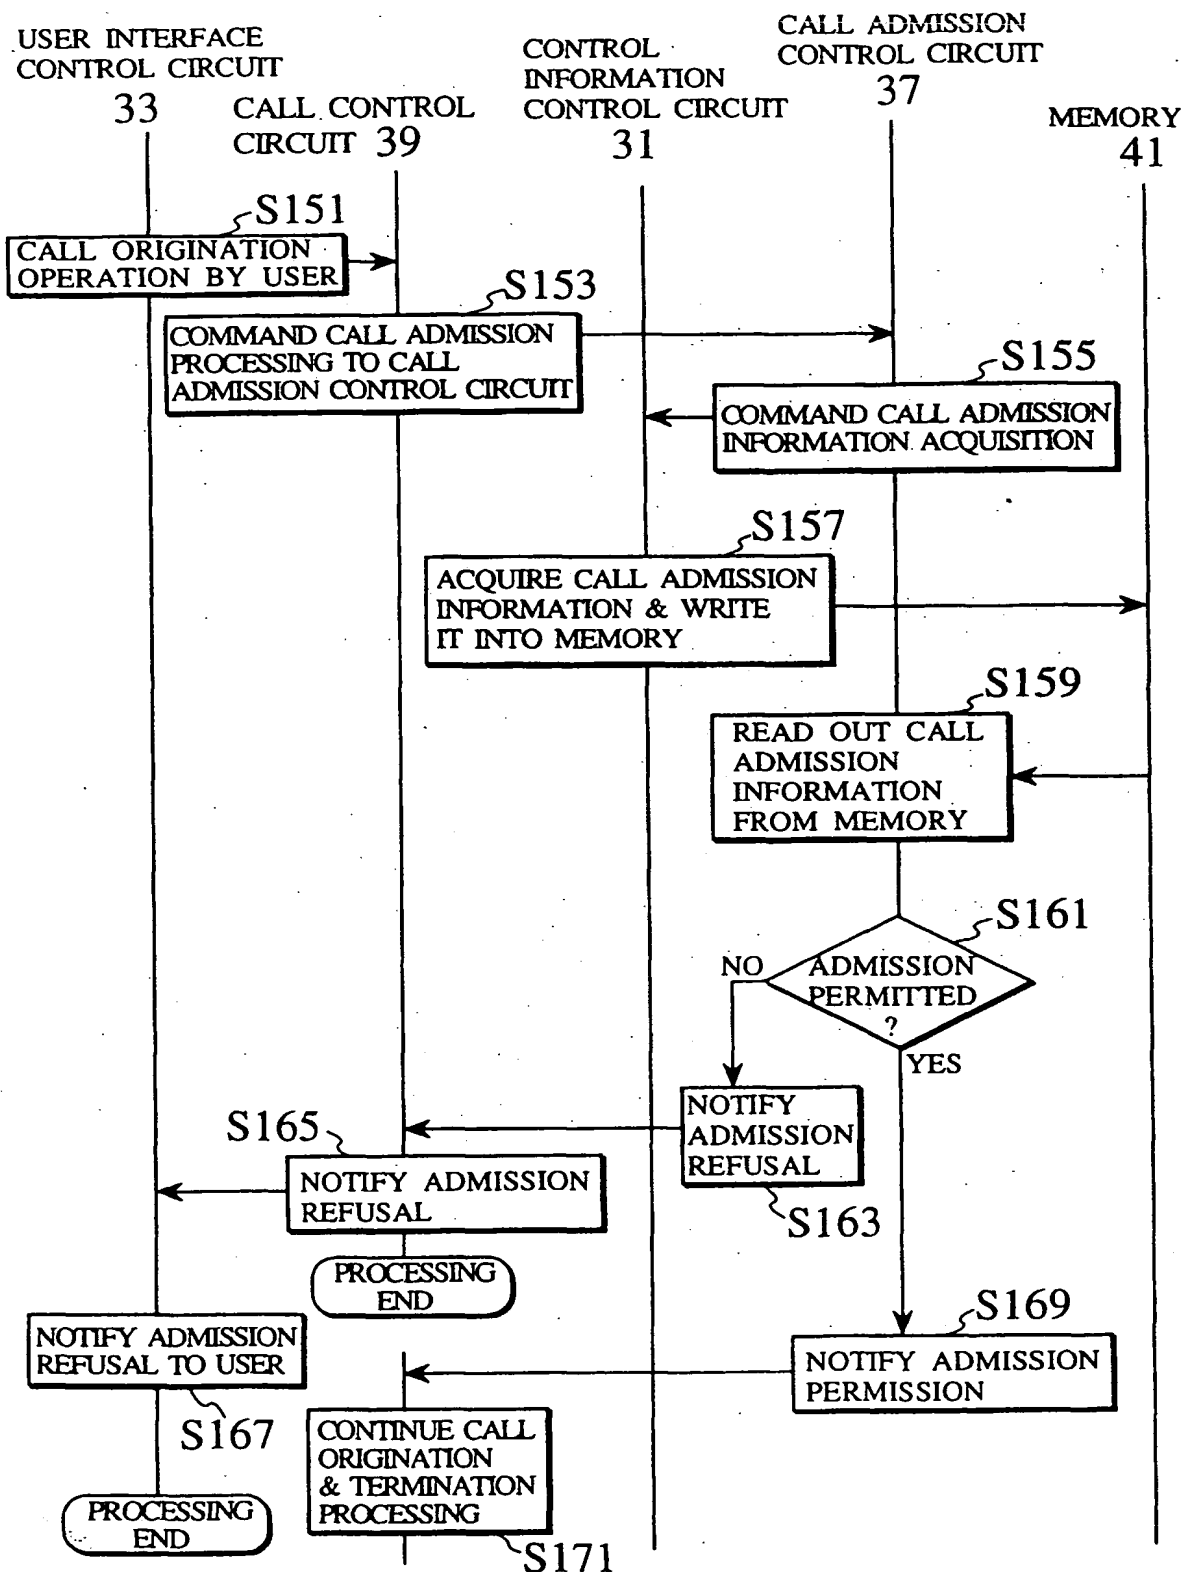 USER INTERFACE
CONTROL CIRCUIT
33
CALL CONTROL
CIRCUIT 39
CONTROL
INFORMATION
CONTROL CIRCUIT
31
CALL ADMISSION
CONTROL CIRCUIT
37
MEMORY
41
S151
CALL ORIGINATION
OPERATION BY USER
S153
COMMAND CALL ADMISSION
PROCESSING TO CALL
ADMISSION CONTROL CIRCUIT
S155
COMMAND CALL ADMISSION
INFORMATION ACQUISITION
S157
ACQUIRE CALL ADMISSION
INFORMATION & WRITE
IT INTO MEMORY
S159
READ OUT CALL
ADMISSION
INFORMATION
FROM MEMORY
S161
NO
ADMISSION
PERMITTED
?
YES
NOTIFY
ADMISSION
REFUSAL
S163
S165
NOTIFY ADMISSION
REFUSAL
PROCESSING
END
NOTIFY ADMISSION
REFUSAL TO USER
S167
PROCESSING
END
S169
NOTIFY ADMISSION
PERMISSION
CONTINUE CALL
ORIGINATION
& TERMINATION
PROCESSING
S171